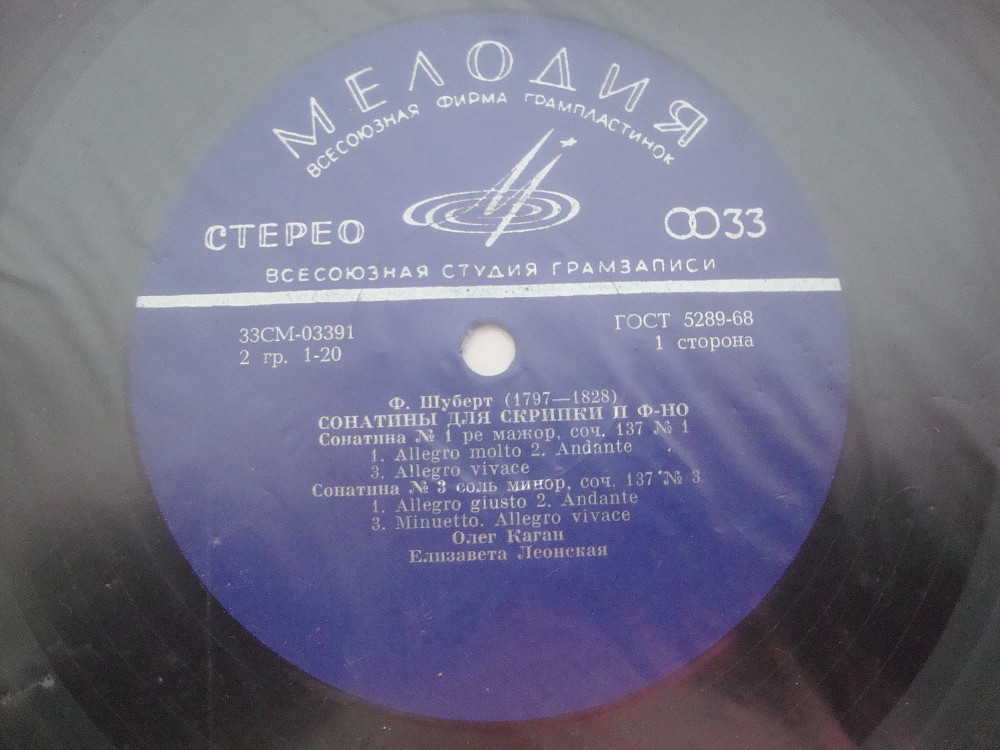 МЕЛОДИЯ
ВСЕСОЮЗНАЯ ФИРМА ГРАМПЛАСТИНОК
СТЕРЕО
33
ВСЕСОЮЗНАЯ СТУДИЯ ГРАМЗАПИСИ
33СМ-03391
ГОСТ 5289-68
2 гр. 1-20
1 сторона
Ф. Шуберт (1797—1828)
СОНАТИНЫ ДЛЯ СКРИПКИ И Ф-НО
Сонатина № 1 ре мажор, соч. 137 № 1
1. Allegro molto 2. Andante
3. Allegro vivace
Сонатина № 3 соль минор, соч. 137 № 3
1. Allegro giusto 2. Andante
3. Minuetto. Allegro vivace
Олег Каган
Елизавета Леонская